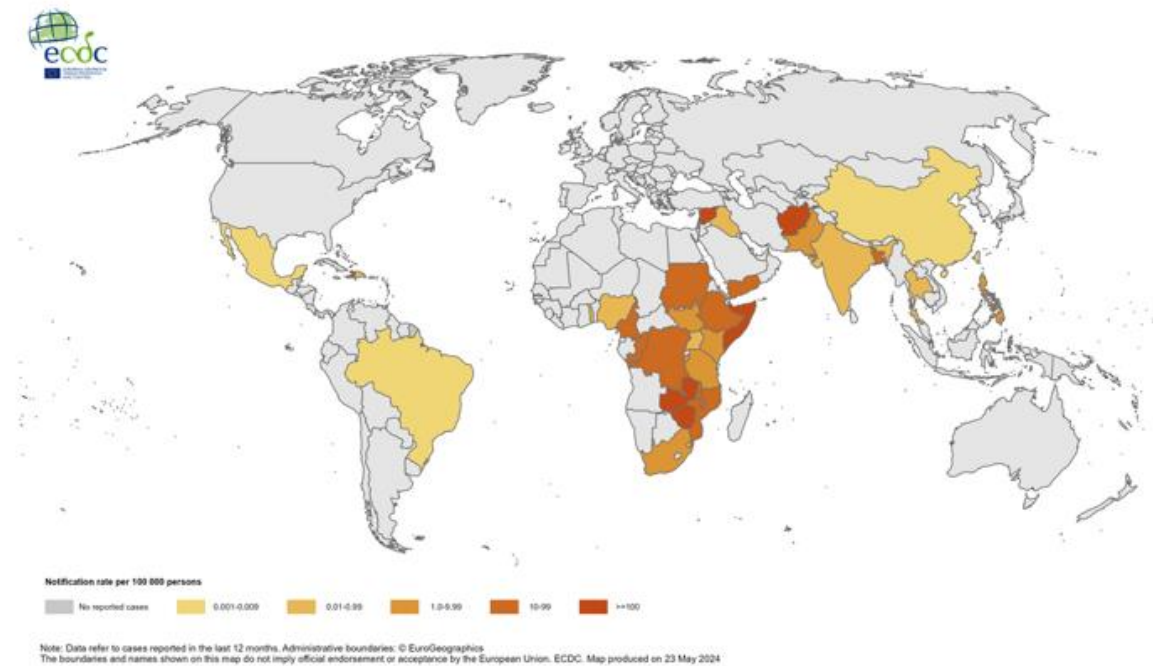 ecdc
Notification rate per 100 000 persons
No reported cases
0.001-0.009
0.01-0.99
1.0-9.99
10-99
>=100
Note: Data refer to cases reported in the last 12 months. Administrative boundaries: © EuroGeographics
The boundaries and names shown on this map do not imply official endorsement or acceptance by the European Union. ECDC. Map produced on 23 May 2024